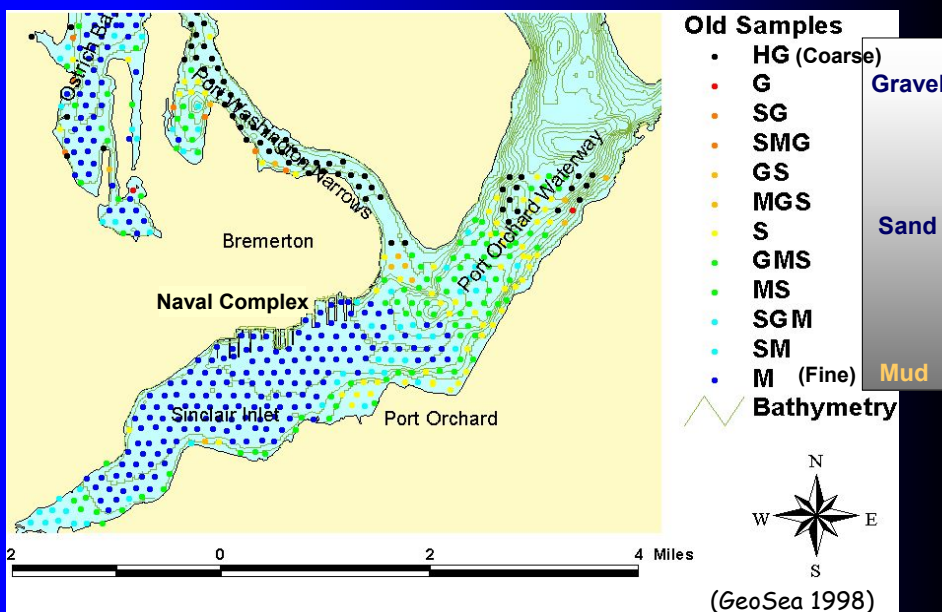 Old Samples
HG (Coarse)
G
SG
SMG
GS
MGS
S
GMS
MS
SGM
SM
M (Fine)
Bathymetry
Gravel
Sand
Mud
Ostrich Ba
Port Washington Narrows
Port Orchard Waterway
Bremerton
Naval Complex
Sinclair Inlet
Port Orchard
N
W E
S
2 0 2 4 Miles
(GeoSea 1998)